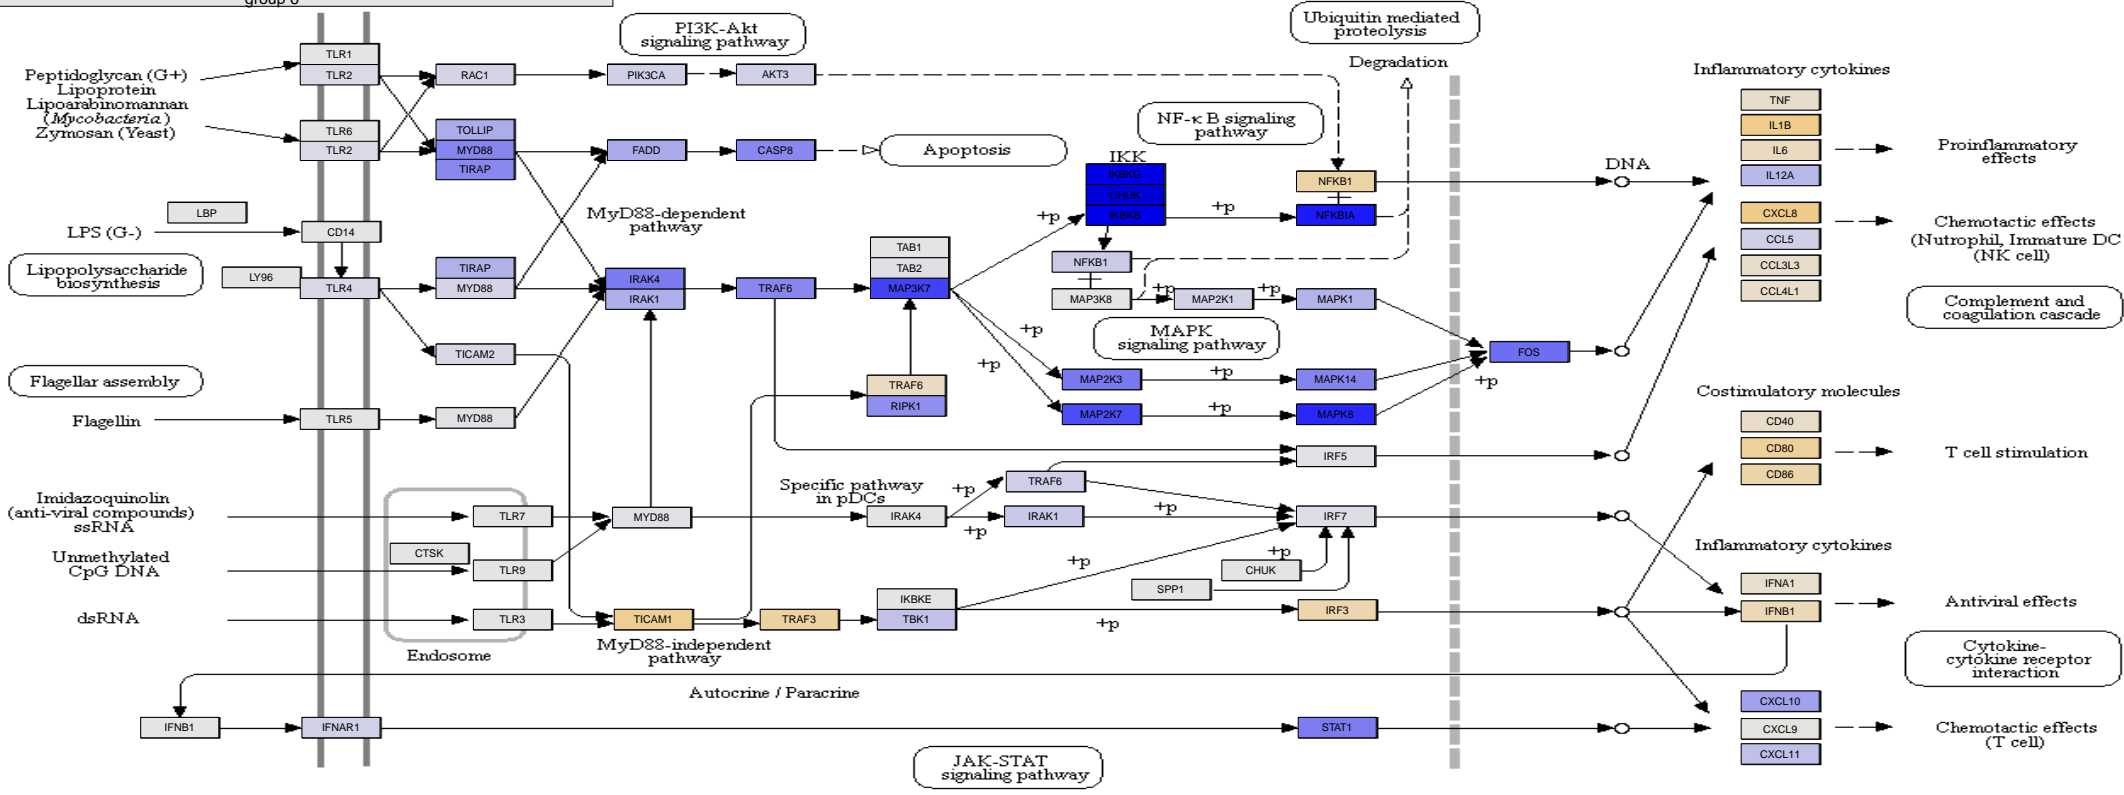 group 6
PI3K-Akt
signaling pathway
Ubiquitin mediated
proteolysis
Degradation
Inflammatory cytokines
TLR1
TLR2
RAC1
PIK3CA
AKT3
Peptidoglycan (G+)
Lipoprotein
Lipoarabinomannan
(Mycobacteria)
Zymosan (Yeast)
TLR6
TLR2
TOLLIP
MYD88
TIRAP
FADD
CASP8
Apoptosis
NF-κ B signaling
pathway
IKK
IKBKG
CHUK
IKBKB
NFKB1
NFKBIA
DNA
TNF
IL1B
IL6
IL12A
Proinflammatory
effects
LBP
LPS (G-)
CD14
MyD88-dependent
pathway
+p
+p
CXCL8
CCL5
CCL3L3
CCL4L1
Chemotactic effects
(Nutrophil, Immature DC
(NK cell)
Lipopolysaccharide
biosynthesis
LY96
TLR4
TIRAP
MYD88
IRAK4
IRAK1
TRAF6
TAB1
TAB2
MAP3K7
NFKB1
MAP3K8
+p
MAP2K1
+p
MAPK1
Complement and
coagulation cascade
MAPK
signaling pathway
+p
+p
TICAM2
FOS
+p
Flagellar assembly
TRAF6
RIPK1
MAP2K3
+p
MAPK14
MAP2K7
+p
MAPK8
Costimulatory molecules
CD40
CD80
CD86
T cell stimulation
Flagellin
TLR5
MYD88
IRF5
Specific pathway
in pDCs
+p
TRAF6
Imidazoquinolin
(anti-viral compounds)
ssRNA
TLR7
MYD88
IRAK4
+p
IRAK1
+p
IRF7
Unmethylated
CpG DNA
CTSK
TLR9
+p
+p
CHUK
SPP1
Inflammatory cytokines
IFNA1
IFNB1
Antiviral effects
dsRNA
TLR3
TICAM1
TRAF3
IKBKE
TBK1
+p
IRF3
Endosome
MyD88-independent
pathway
Cytokine-
cytokine receptor
interaction
Autocrine / Paracrine
IFNB1
IFNAR1
STAT1
CXCL10
CXCL9
CXCL11
Chemotactic effects
(T cell)
JAK-STAT
signaling pathway